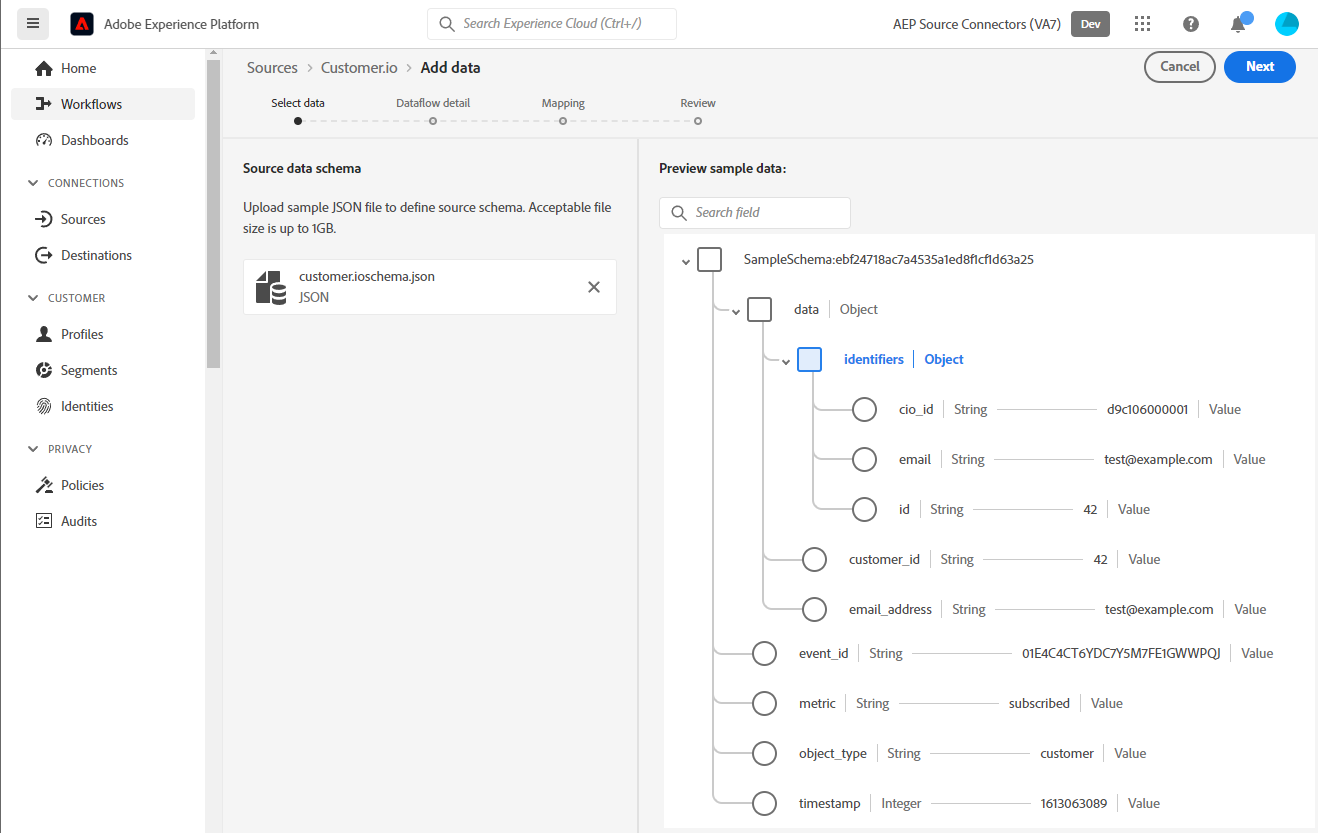 Adobe Experience Platform
Search Experience Cloud (Ctrl+/)
AEP Source Connectors (VA7)
Dev
Home
Workflows
Dashboards
CONNECTIONS
Sources
Destinations
CUSTOMER
Profiles
Segments
Identities
PRIVACY
Policies
Audits
Sources > Customer.io > Add data
Cancel
Next
Select data
Dataflow detail
Mapping
Review
Source data schema
Upload sample JSON file to define source schema. Acceptable file
size is up to 1GB.
customer.ioschema.json
JSON
Preview sample data:
Search field
SampleSchema:ebf24718ac7a4535a1ed8f1cf1d63a25
data Object
identifiers Object
cio_id String d9c106000001 Value
email String test@example.com Value
id String 42 Value
customer_id String 42 Value
email_address String test@example.com Value
event_id String 01E4C4CT6YDC7Y5M7FE1GWWPQJ Value
metric String subscribed Value
object_type String customer Value
timestamp Integer 1613063089 Value